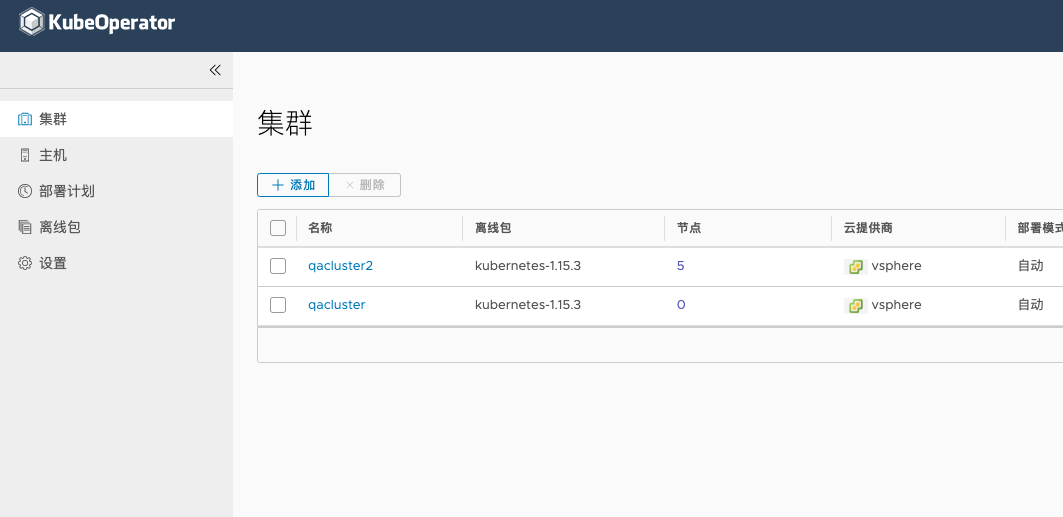 KubeOperator
集群
主机
部署计划
离线包
设置
集群
添加 删除
名称 离线包 节点 云提供商 部署模式
qacluster2 kubernetes-1.15.3 5 vsphere 自动
qacluster kubernetes-1.15.3 0 vsphere 自动